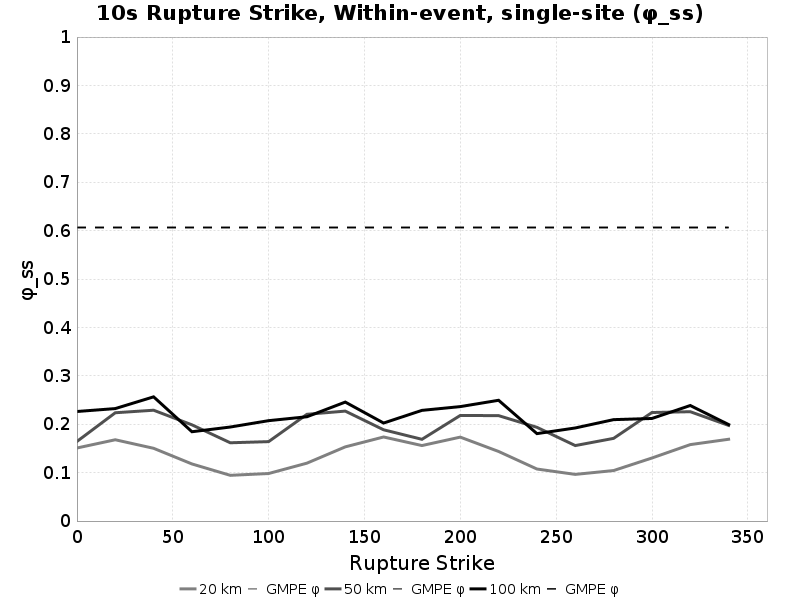 10s Rupture Strike, Within-event, single-site (φ_ss)
1
0.9
0.8
0.7
0.6
0.5
0.4
0.3
0.2
0.1
0
φ_ss
0 50 100 150 200 250 300 350
Rupture Strike
20 km GMPE φ 50 km GMPE φ 100 km GMPE φ